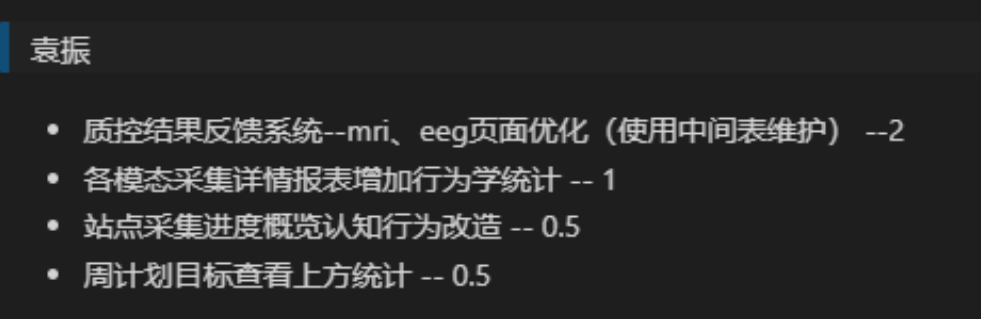 袁振
质控结果反馈系统--mri、eeg页面优化（使用中间表维护） --2
各模态采集详情报表增加行为学统计 -- 1
站点采集进度概览认知行为改造 -- 0.5
周计划目标查看上方统计 -- 0.5